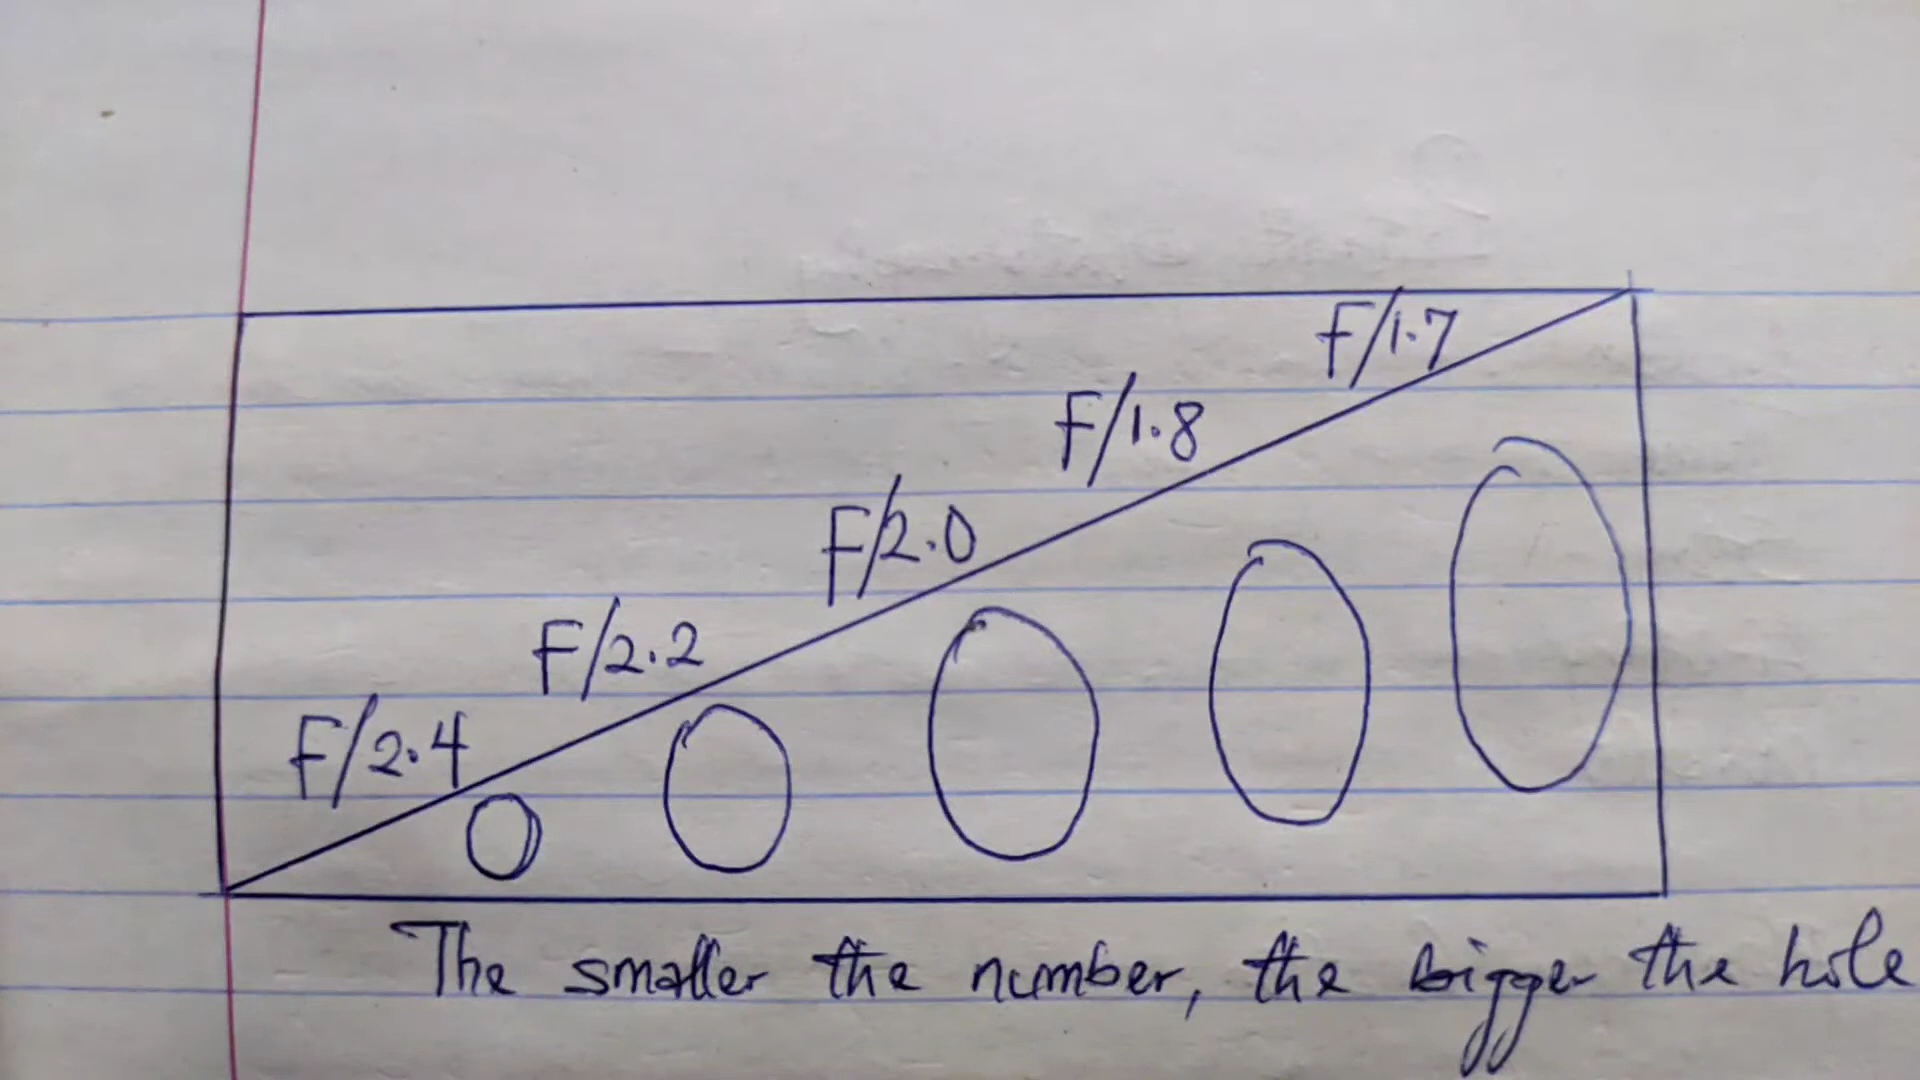 F/1.7
F/1.8
F/2.0
F/2.2
F/2.4
The smaller the number, the bigger the hole